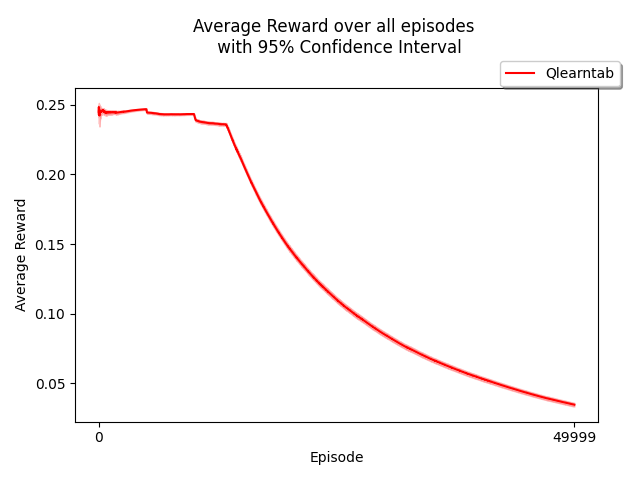 Average Reward over all episodes
with 95% Confidence Interval
Qlearntab
0.25
0.20
0.15
0.10
0.05
Average Reward
0
49999
Episode